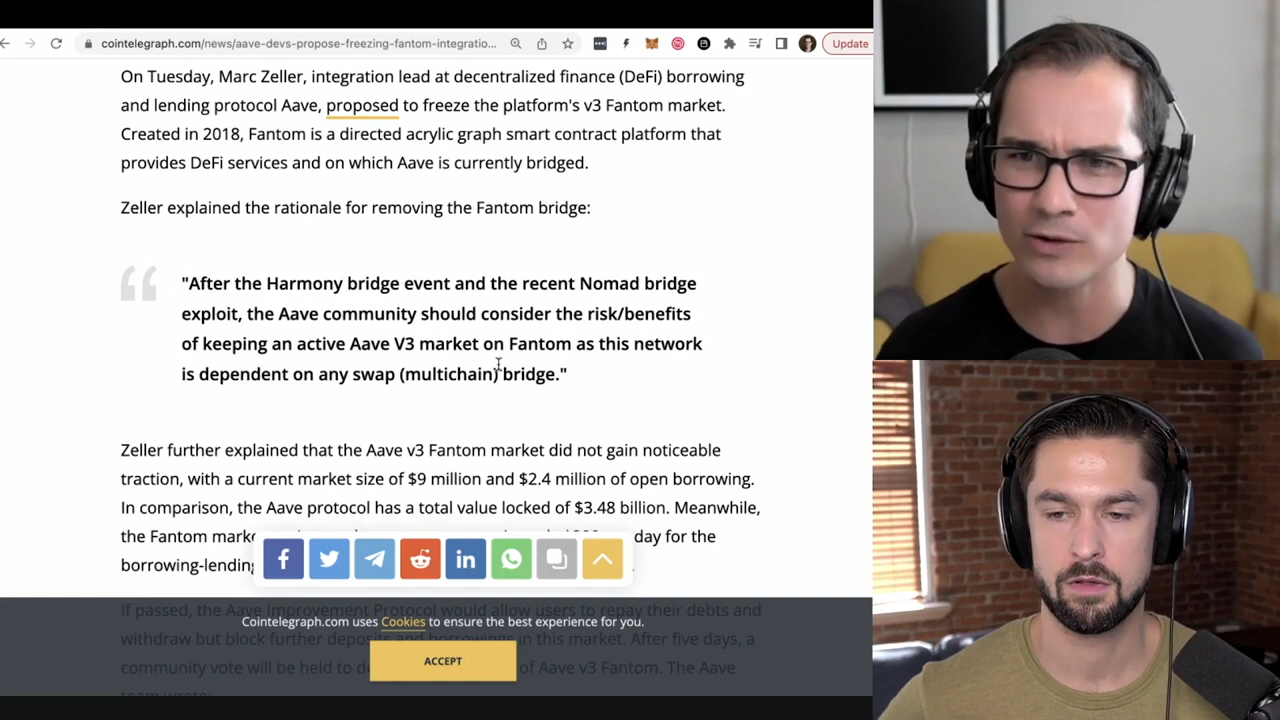 cointelegraph.com/news/aave-devs-propose-freezing-fantom-integratio...
Update
On Tuesday, Marc Zeller, integration lead at decentralized finance (DeFi) borrowing
and lending protocol Aave, proposed to freeze the platform's v3 Fantom market.
Created in 2018, Fantom is a directed acrylic graph smart contract platform that
provides DeFi services and on which Aave is currently bridged.
Zeller explained the rationale for removing the Fantom bridge:
"After the Harmony bridge event and the recent Nomad bridge
exploit, the Aave community should consider the risk/benefits
of keeping an active Aave V3 market on Fantom as this network
is dependent on any swap (multichain) bridge."
Zeller further explained that the Aave v3 Fantom market did not gain noticeable
traction, with a current market size of $9 million and $2.4 million of open borrowing.
In comparison, the Aave protocol has a total value locked of $3.48 billion. Meanwhile,
the Fantom day for the
borrowing-lending
If passed, the Aave Improvement Protocol would allow users to repay their debts and
Cointelegraph.com uses Cookies to ensure the best experience for you.
withdraw but block further deposits and borrowings in this market. After five days, a
ACCEPT
community vote will be held to of Aave v3 Fantom. The Aave
team wrote: